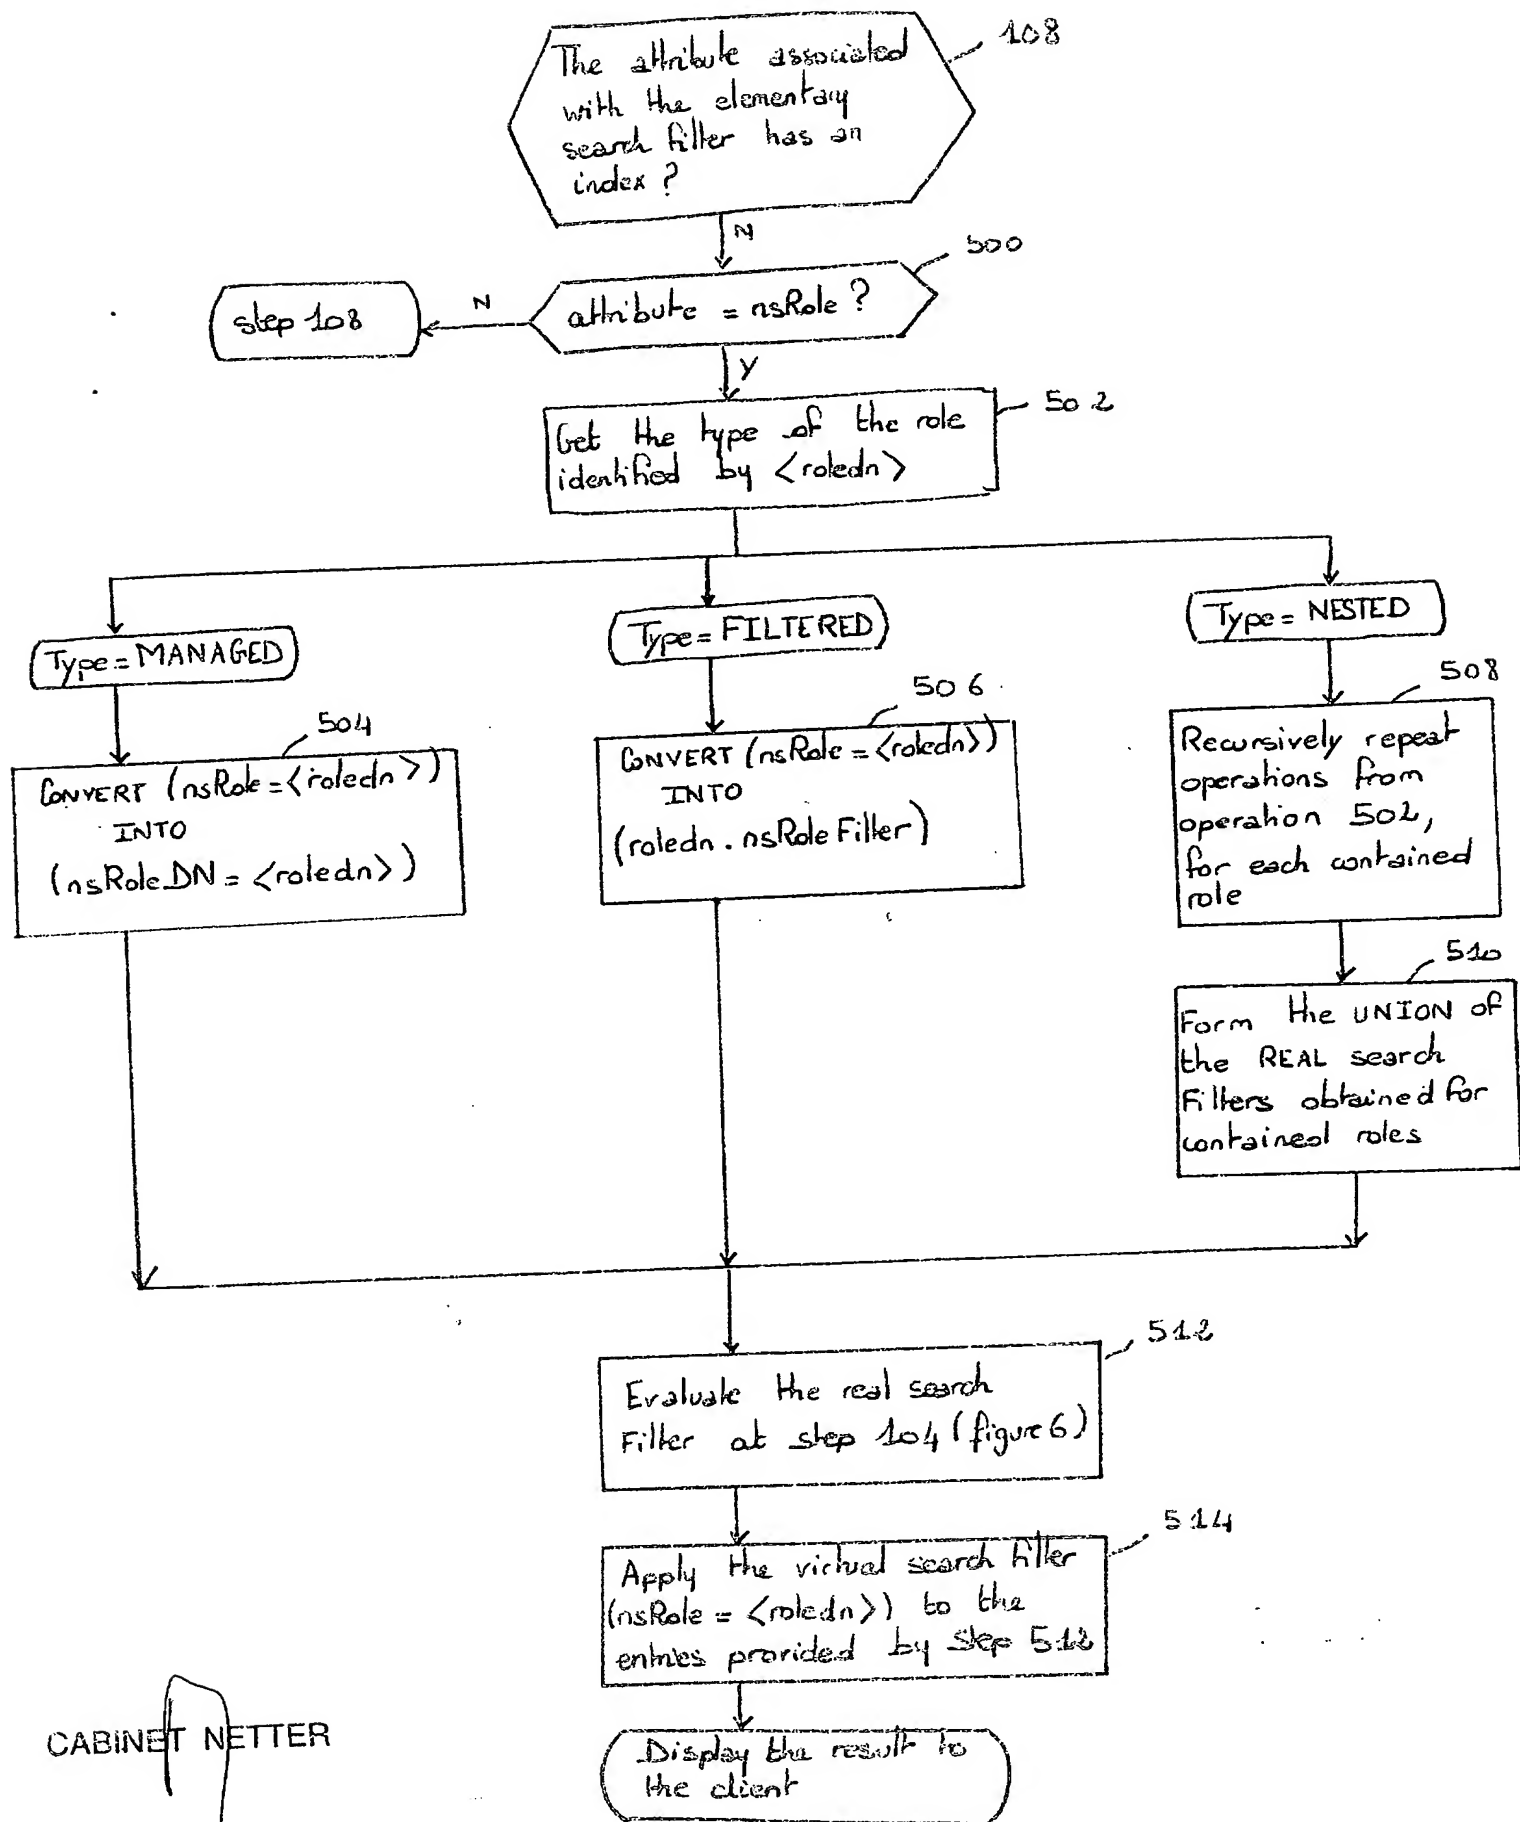 108
The attribute associated
with the elementary
search filter has an
index ?
N
500
attribute = nsRole ?
N
step 108
Y
502
Get the type of the role
identified by <roledn>
Type = MANAGED
Type = FILTERED
Type = NESTED
504
CONVERT (nsRole = <roledn>)
INTO
(nsRoleDN = <roledn>)
506
CONVERT (nsRole = <roledn>)
INTO
(roledn . nsRoleFilter)
508
Recursively repeat
operations from
operation 502,
for each contained
role
510
Form the UNION of
the REAL search
Filters obtained for
contained roles
512
Evaluate the real search
Filter at step 104 (figure 6)
514
Apply the virtual search filter
(nsRole = <roledn>) to the
entries provided by step 512
Display the result to
the client
CABINET NETTER